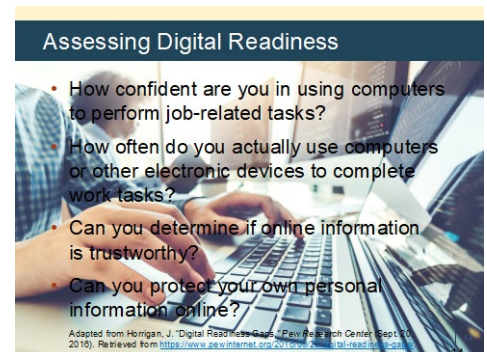 Assessing Digital Readiness
• How confident are you in using computers
to perform job-related tasks?
• How often do you actually use computers
or other electronic devices to complete
work tasks?
• Can you determine if online information
is trustworthy?
• Can you protect your own personal
information online?
Adapted from Horrigan, J. "Digital Readiness Gaps," Pew Research Center (Sept. 20,
2016). Retrieved from https://www.pewinternet.org/2016/09/20/digital-readiness-gaps/